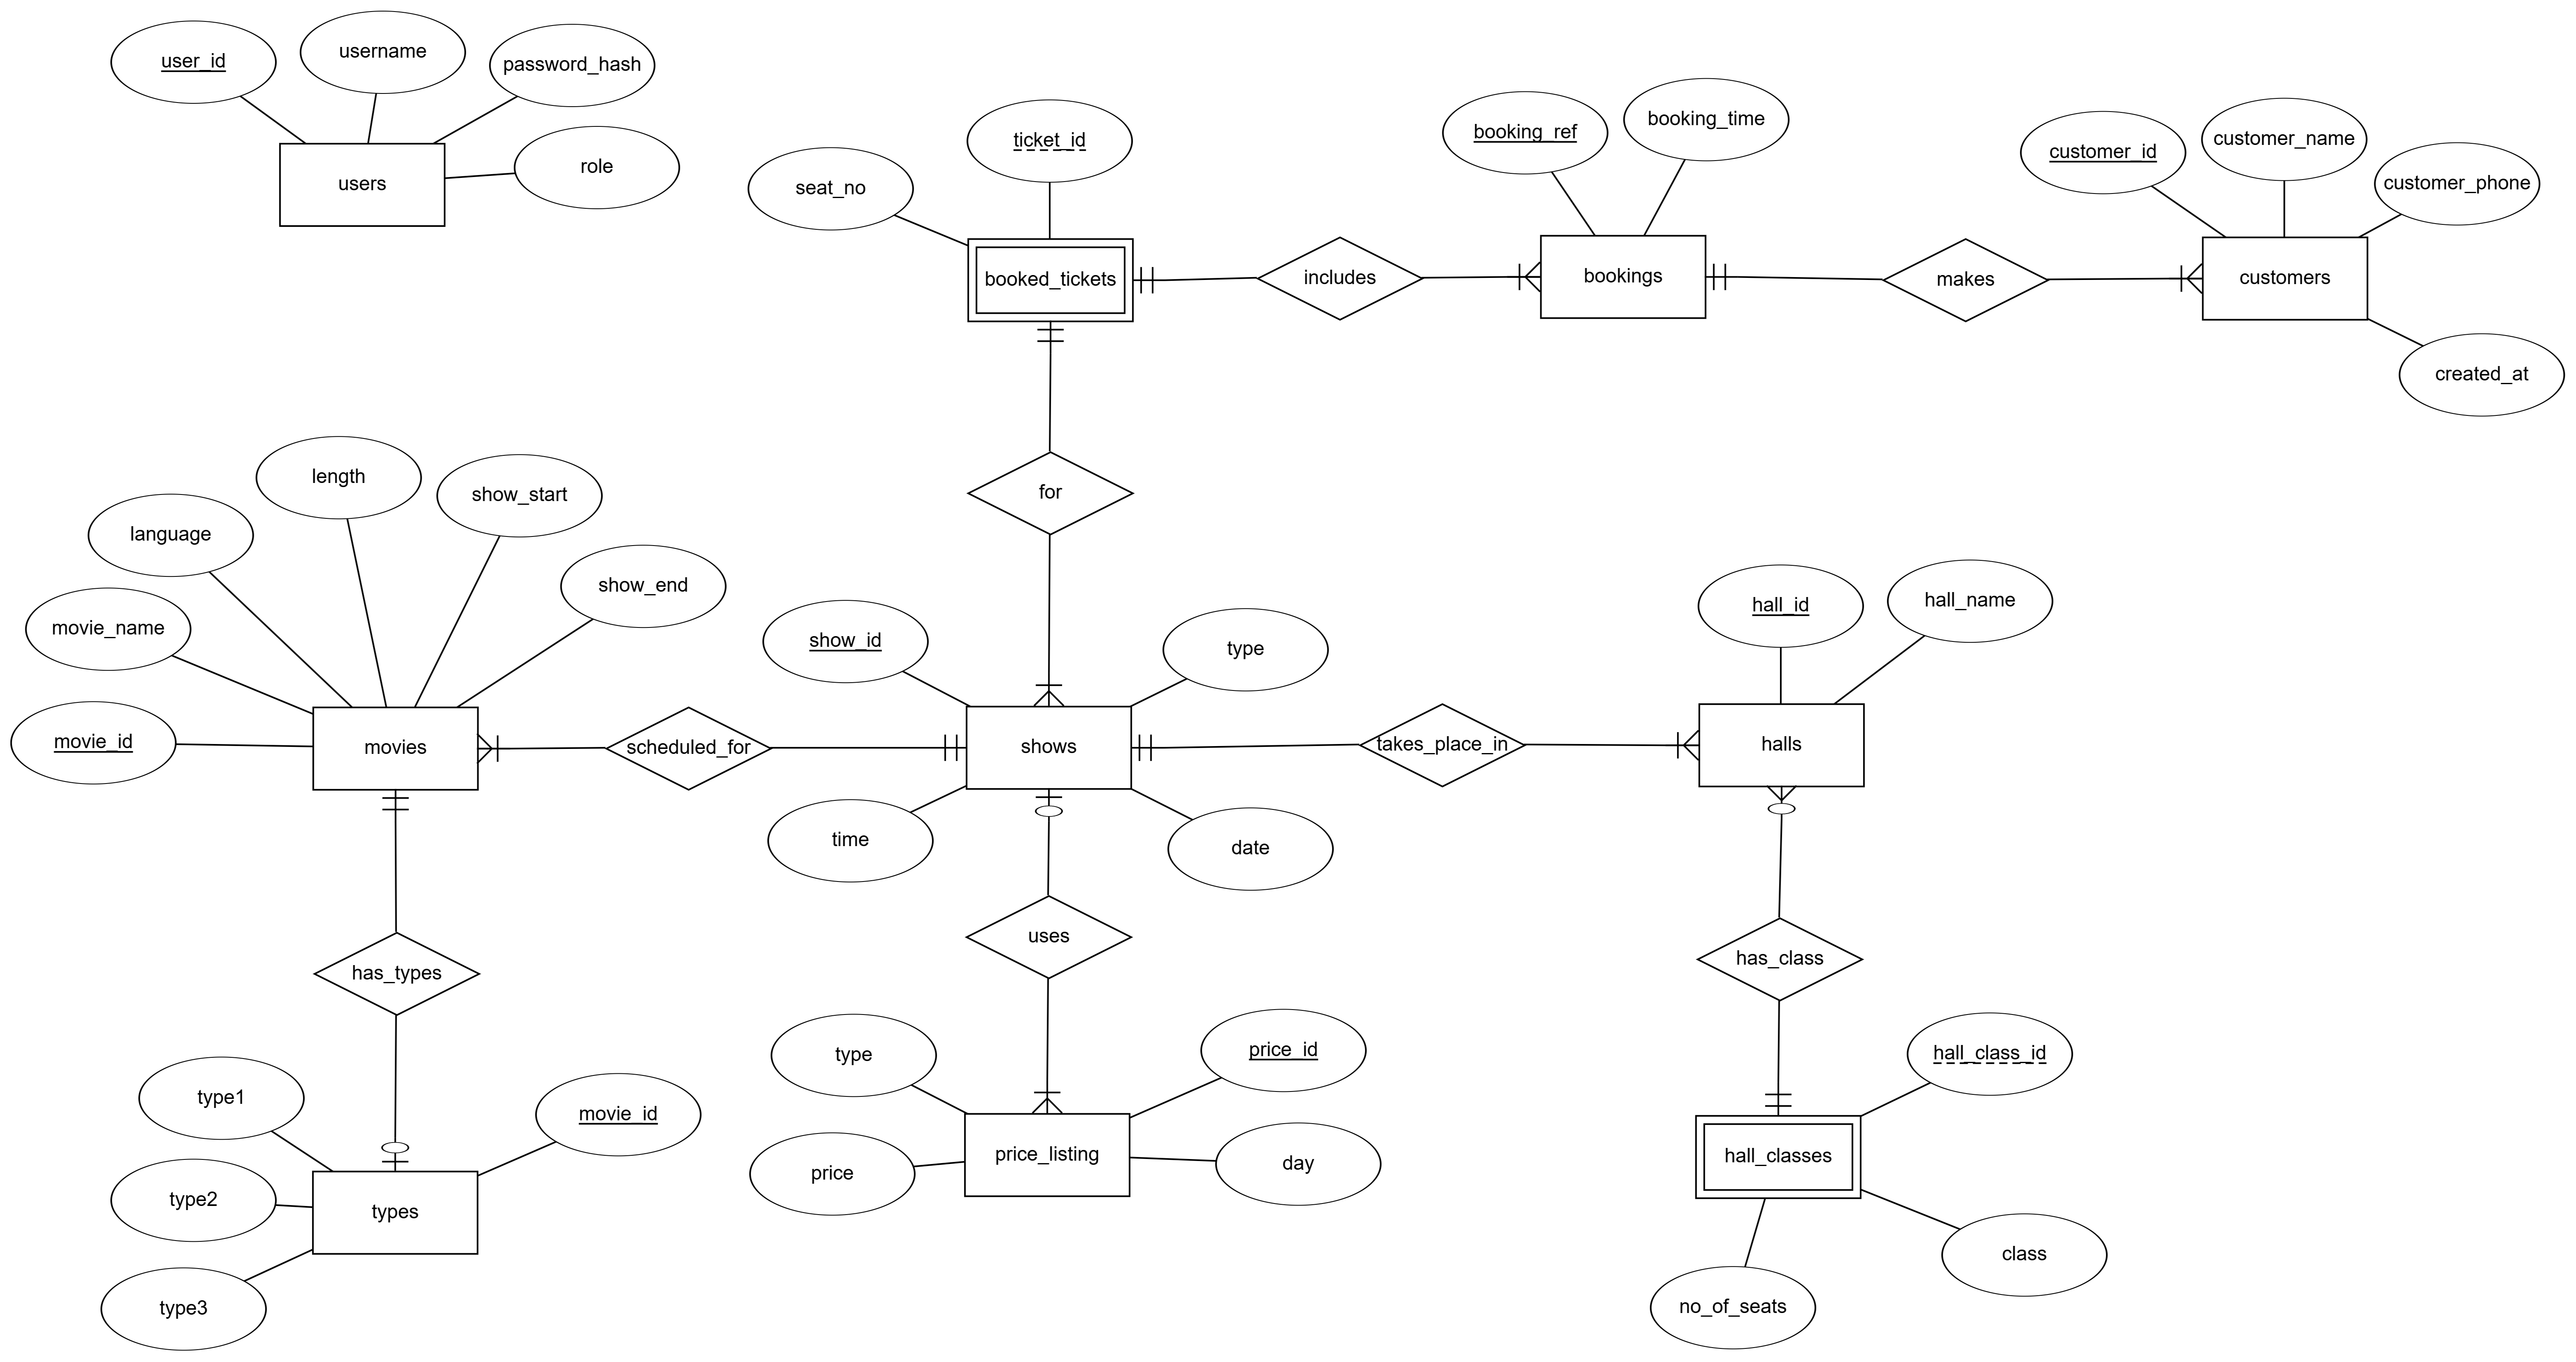 user_id
username
password_hash
role
users
seat_no
ticket_id
booked_tickets
includes
booking_ref
booking_time
bookings
makes
customer_id
customer_name
customer_phone
customers
created_at
for
length
show_start
language
show_end
movie_name
movie_id
movies
scheduled_for
show_id
type
shows
time
date
takes_place_in
hall_id
hall_name
halls
has_types
uses
has_class
type1
type2
type3
types
movie_id
type
price_id
price
price_listing
day
hall_class_id
hall_classes
class
no_of_seats